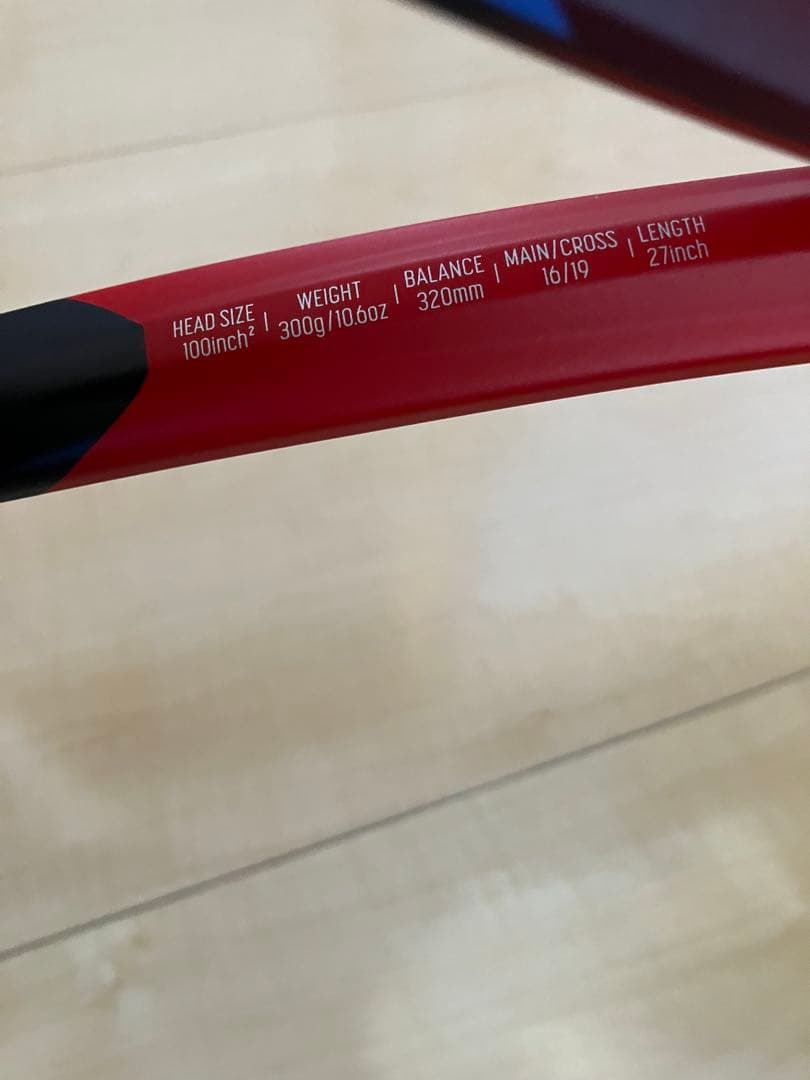 HEAD SIZE | WEIGHT | BALANCE | MAIN/CROSS | LENGTH
100inch² 300g/10.6oz 320mm 16/19 27inch